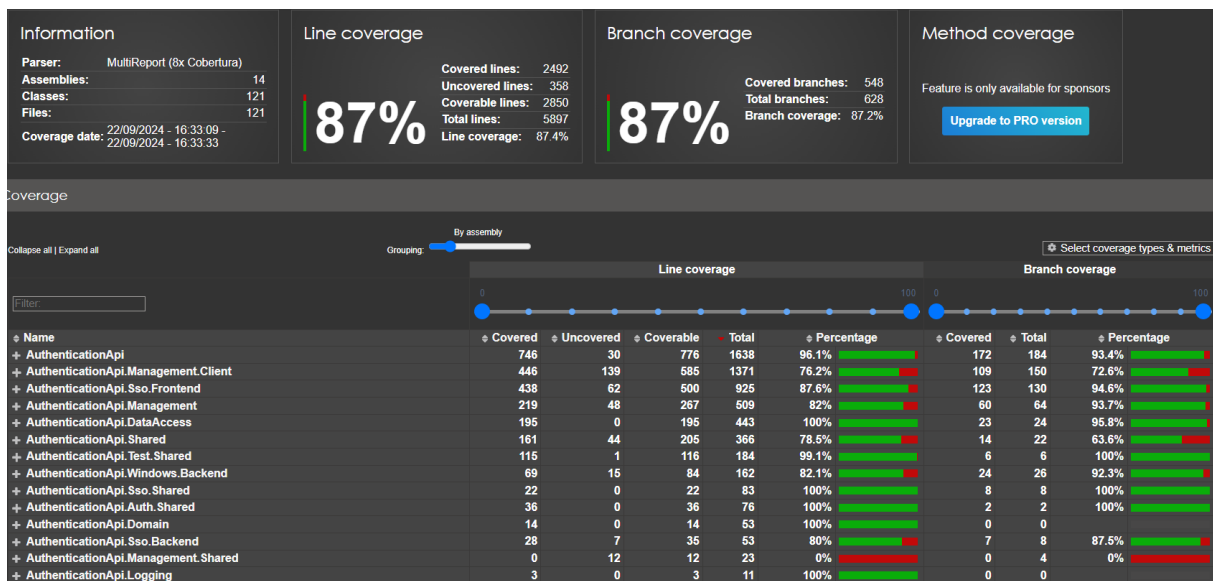 Information
Parser: MultiReport (8x Cobertura)
Assemblies: 14
Classes: 121
Files: 121
Coverage date: 22/09/2024 - 16:33:09 -
22/09/2024 - 16:33:33
Line coverage
87%
Covered lines: 2492
Uncovered lines: 358
Coverable lines: 2850
Total lines: 5897
Line coverage: 87.4%
Branch coverage
87%
Covered branches: 548
Total branches: 628
Branch coverage: 87.2%
Method coverage
Feature is only available for sponsors
Upgrade to PRO version
Coverage
Collapse all | Expand all
By assembly
Grouping:
Select coverage types & metrics
Line coverage Branch coverage
Filter:
0 100 0 100
Name Covered Uncovered Coverable Total Percentage Covered Total Percentage
+ AuthenticationApi 746 30 776 1638 96.1% 172 184 93.4%
+ AuthenticationApi.Management.Client 446 139 585 1371 76.2% 109 150 72.6%
+ AuthenticationApi.Sso.Frontend 438 62 500 925 87.6% 123 130 94.6%
+ AuthenticationApi.Management 219 48 267 509 82% 60 64 93.7%
+ AuthenticationApi.DataAccess 195 0 195 443 100% 23 24 95.8%
+ AuthenticationApi.Shared 161 44 205 366 78.5% 14 22 63.6%
+ AuthenticationApi.Test.Shared 115 1 116 184 99.1% 6 6 100%
+ AuthenticationApi.Windows.Backend 69 15 84 162 82.1% 24 26 92.3%
+ AuthenticationApi.Sso.Shared 22 0 22 83 100% 8 8 100%
+ AuthenticationApi.Auth.Shared 36 0 36 76 100% 2 2 100%
+ AuthenticationApi.Domain 14 0 14 53 100% 0 0
+ AuthenticationApi.Sso.Backend 28 7 35 53 80% 7 8 87.5%
+ AuthenticationApi.Management.Shared 0 12 12 23 0% 0 4 0%
+ AuthenticationApi.Logging 3 0 3 11 100% 0 0